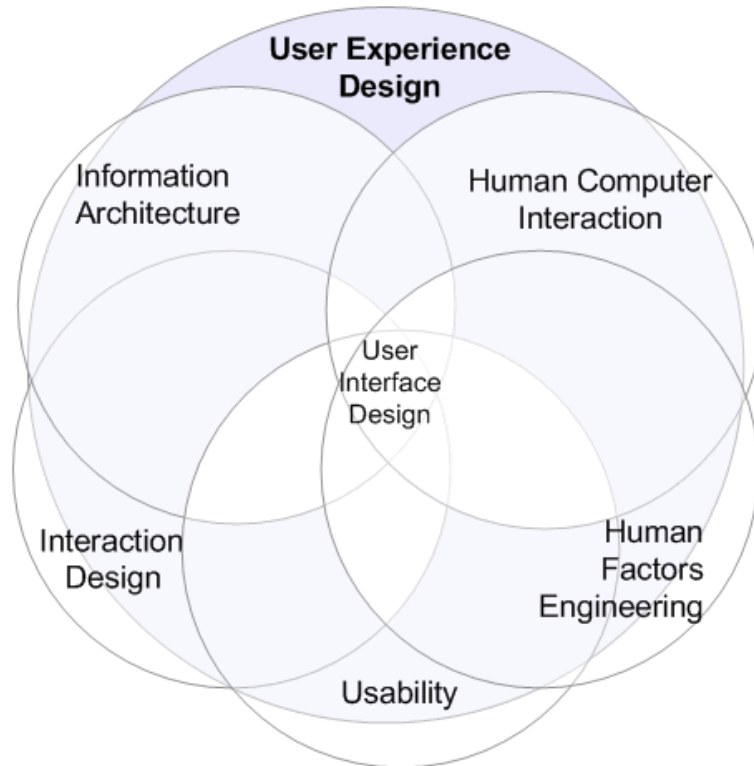 User Experience
Design
Information
Architecture
Human Computer
Interaction
User
Interface
Design
Interaction
Design
Human
Factors
Engineering
Usability